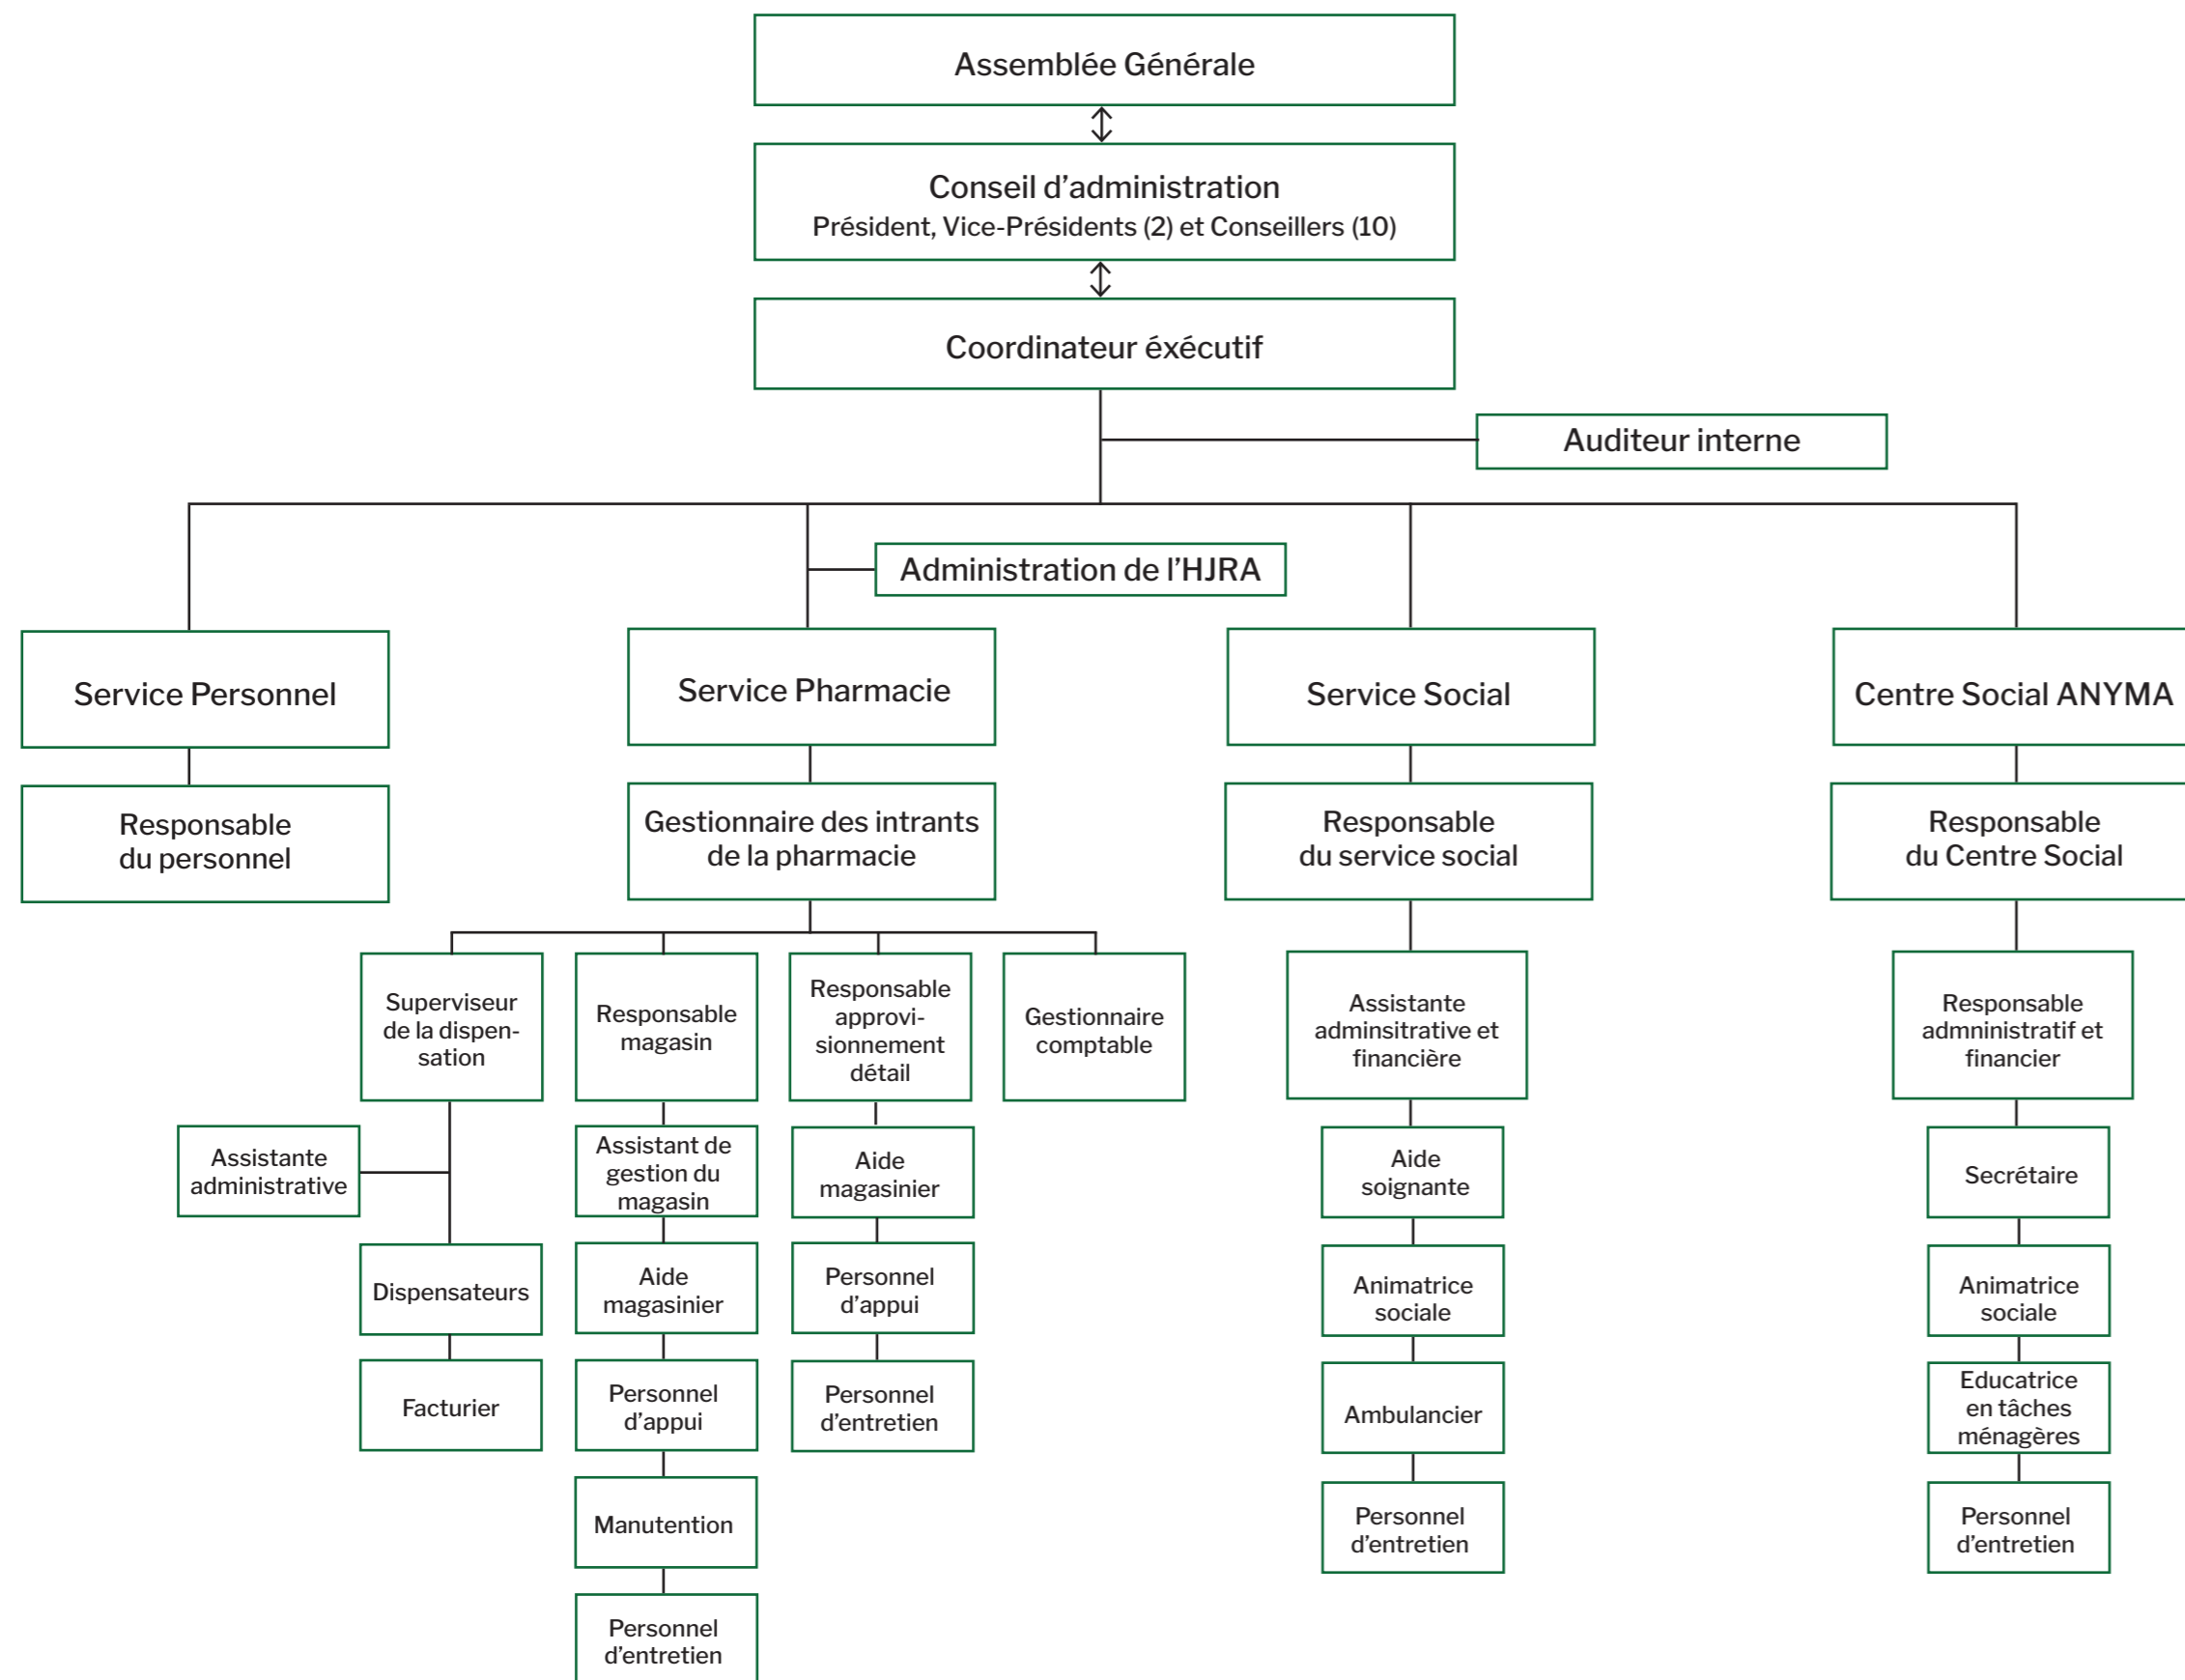 Assemblée Générale
Conseil d'administration
Président, Vice-Présidents (2) et Conseillers (10)
Coordinateur éxécutif
Auditeur interne
Administration de l'HJRA
Service Personnel
Service Pharmacie
Service Social
Centre Social ANYMA
Responsable
du personnel
Gestionnaire des intrants
de la pharmacie
Responsable
du service social
Responsable
du Centre Social
Superviseur
de la dispen-
sation
Responsable
magasin
Responsable
approvi-
sionnement
détail
Gestionnaire
comptable
Assistante
adminsitrative et
financière
Responsable
admninistratif et
financier
Assistante
administrative
Assistant de
gestion du
magasin
Aide
magasinier
Aide
soignante
Secrétaire
Dispensateurs
Aide
magasinier
Personnel
d'appui
Animatrice
sociale
Animatrice
sociale
Facturier
Personnel
d'appui
Personnel
d'entretien
Ambulancier
Educatrice
en tâches
ménagères
Manutention
Personnel
d'entretien
Personnel
d'entretien
Personnel
d'entretien